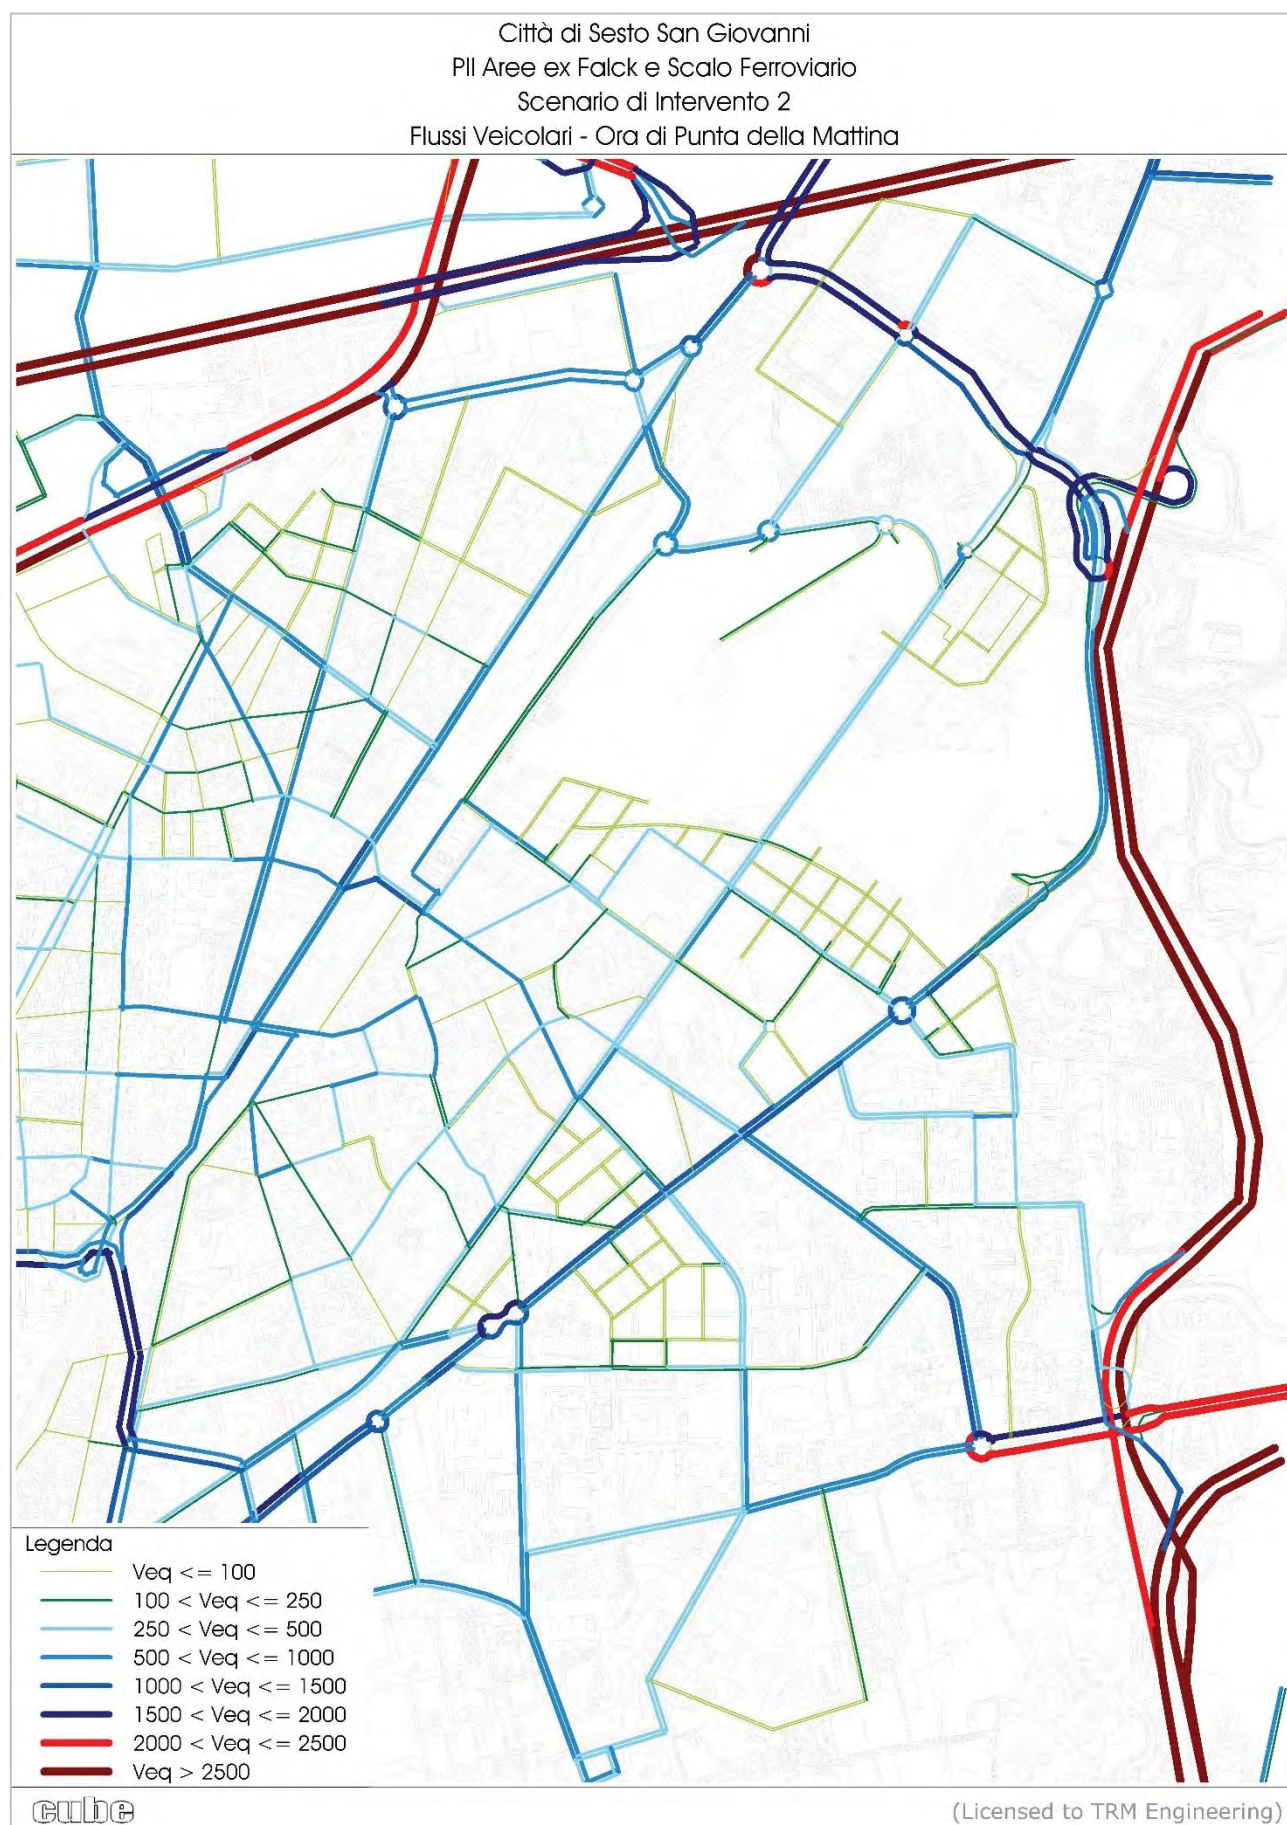 Città di Sesto San Giovanni
PII Aree ex Falck e Scalo Ferroviario
Scenario di Intervento 2
Flussi Veicolari - Ora di Punta della Mattina
Legenda
Veq <= 100
100 < Veq <= 250
250 < Veq <= 500
500 < Veq <= 1000
1000 < Veq <= 1500
1500 < Veq <= 2000
2000 < Veq <= 2500
Veq > 2500
cube
(Licensed to TRM Engineering)